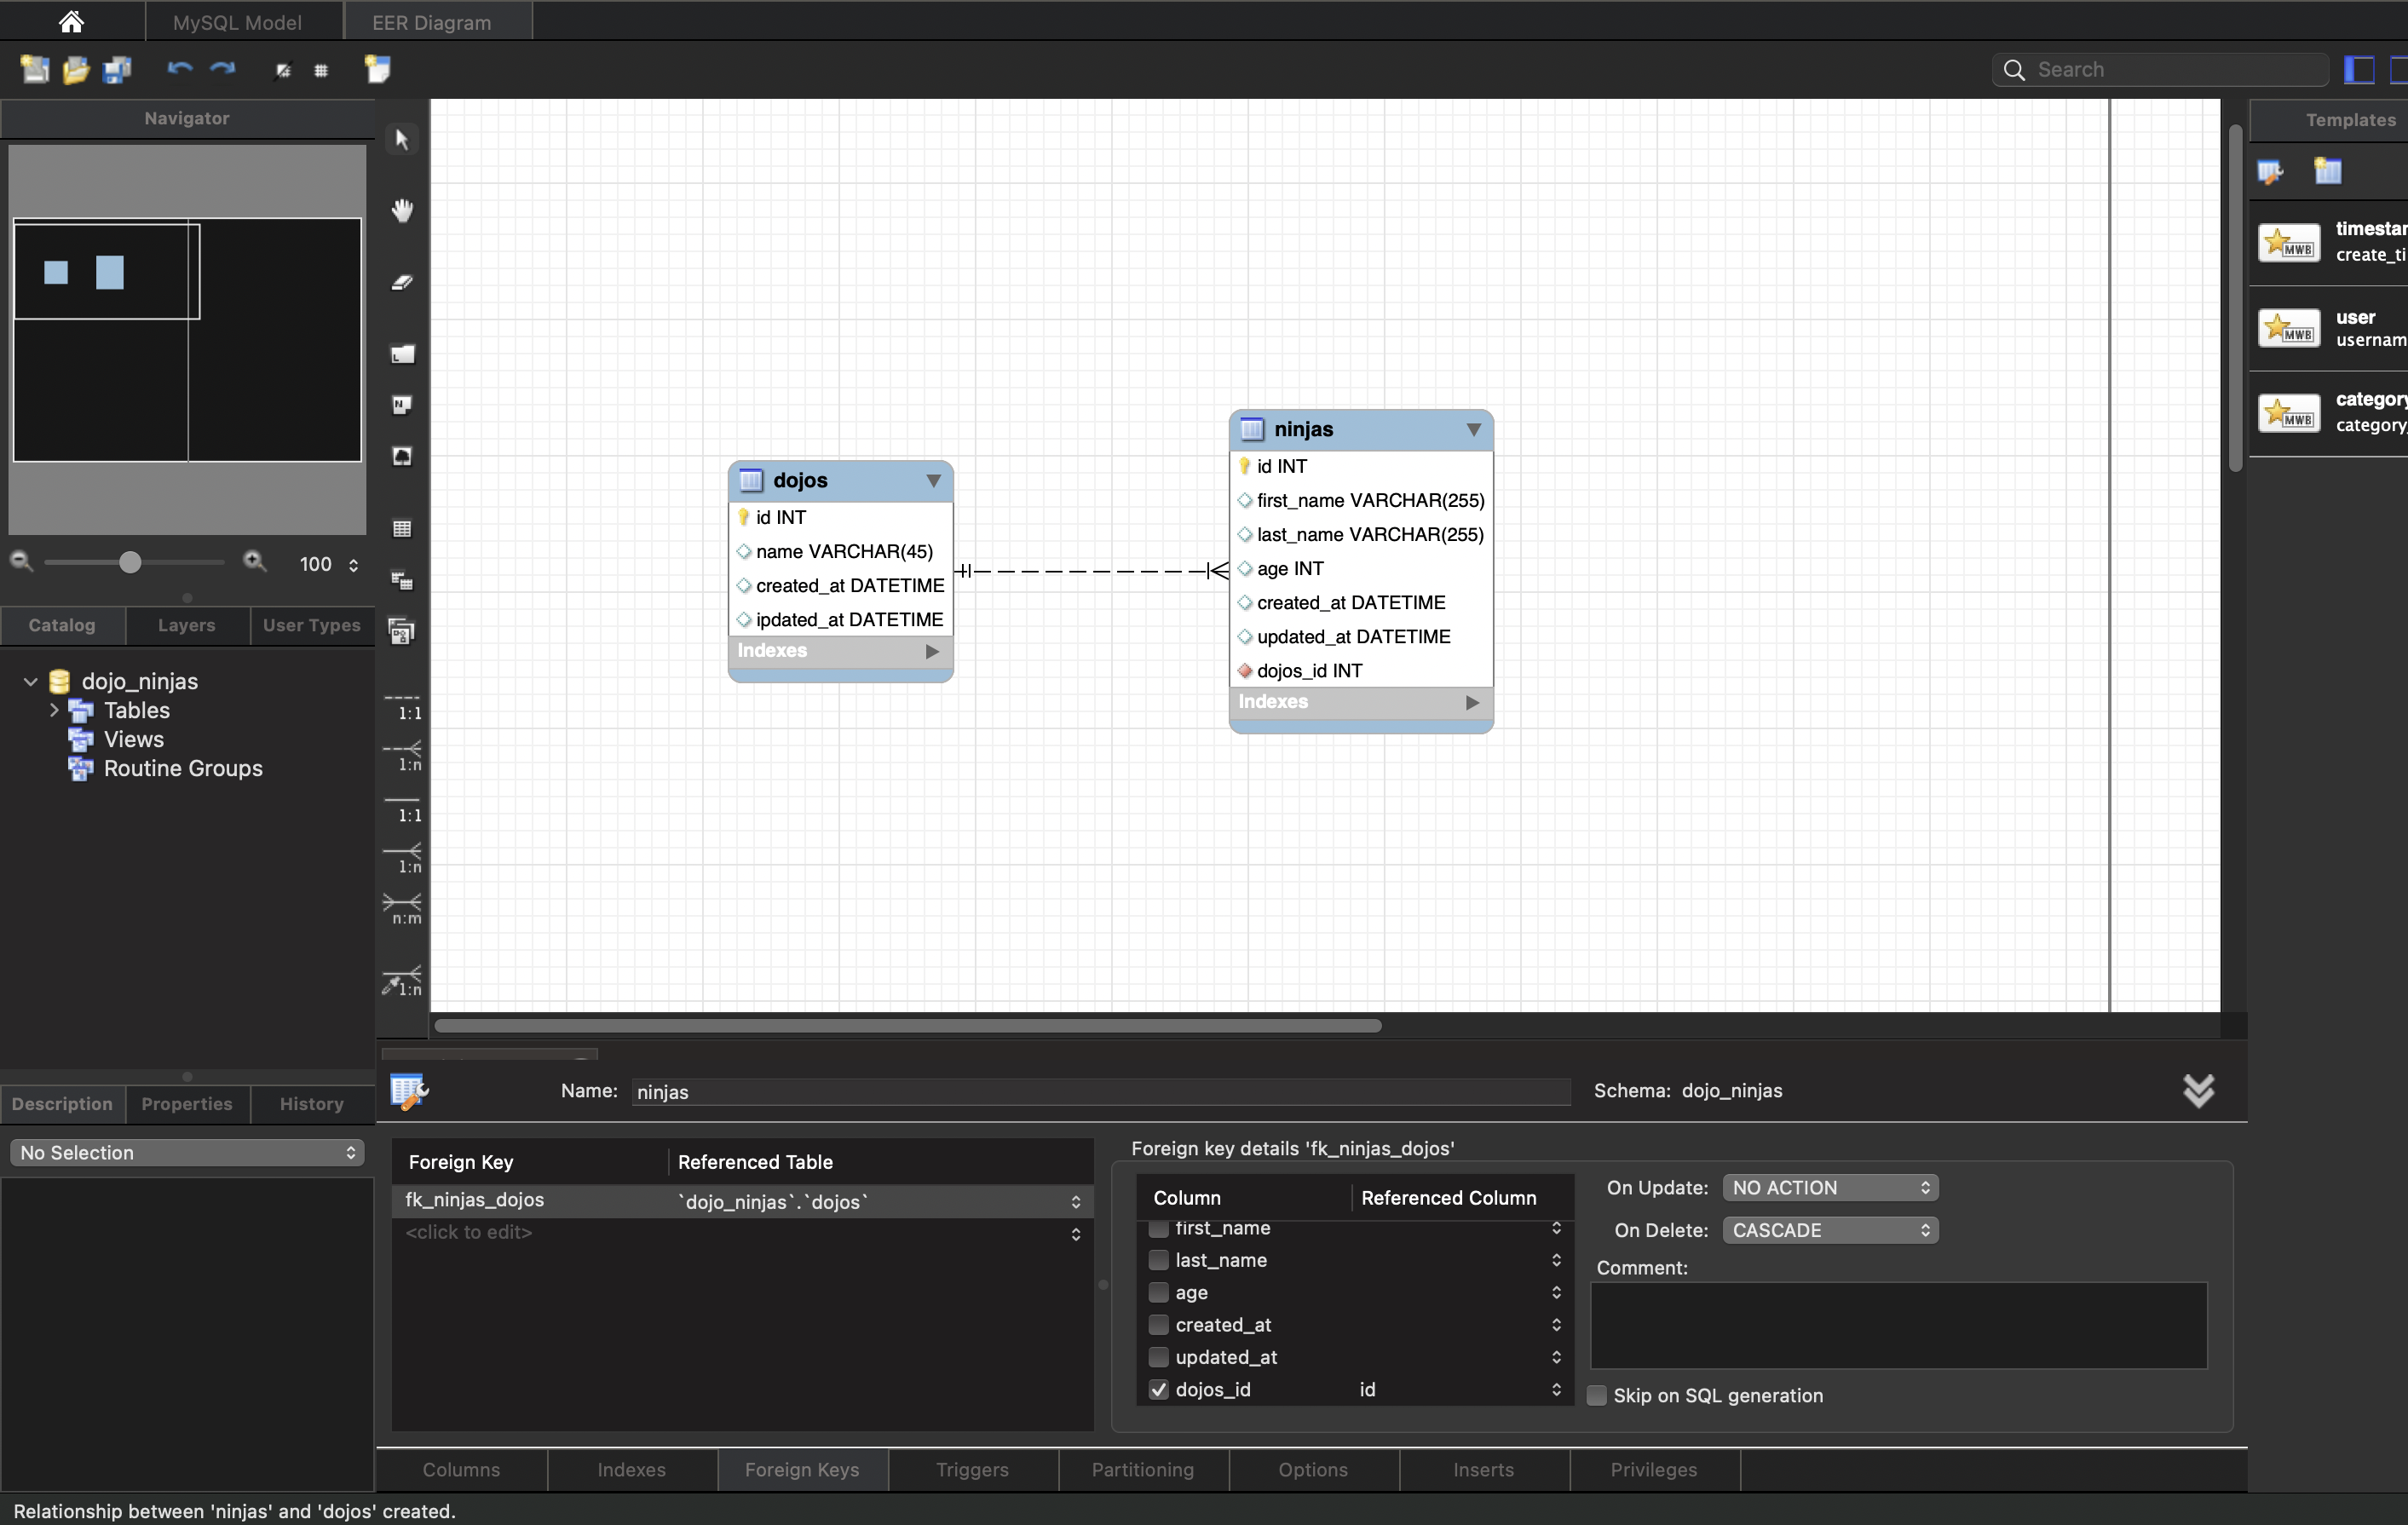 MySQL Model
EER Diagram
Search
Navigator
Templates
timestar
create_ti
user
usernam
category
category_
100
Catalog
Layers
User Types
dojo_ninjas
Tables
Views
Routine Groups
L
N
1:1
1:n
1:1
1:n
n:m
1:n
MWB
MWB
MWB
dojos
id INT
name VARCHAR(45)
created_at DATETIME
ipdated_at DATETIME
Indexes
ninjas
id INT
first_name VARCHAR(255)
last_name VARCHAR(255)
age INT
created_at DATETIME
updated_at DATETIME
dojos_id INT
Indexes
Description
Properties
History
No Selection
Name: ninjas
Schema: dojo_ninjas
Foreign Key
Referenced Table
fk_ninjas_dojos
`dojo_ninjas`.`dojos`
<click to edit>
Foreign key details 'fk_ninjas_dojos'
Column
Referenced Column
first_name
last_name
age
created_at
updated_at
dojos_id
id
On Update: NO ACTION
On Delete: CASCADE
Comment:
Skip on SQL generation
Columns
Indexes
Foreign Keys
Triggers
Partitioning
Options
Inserts
Privileges
Relationship between 'ninjas' and 'dojos' created.